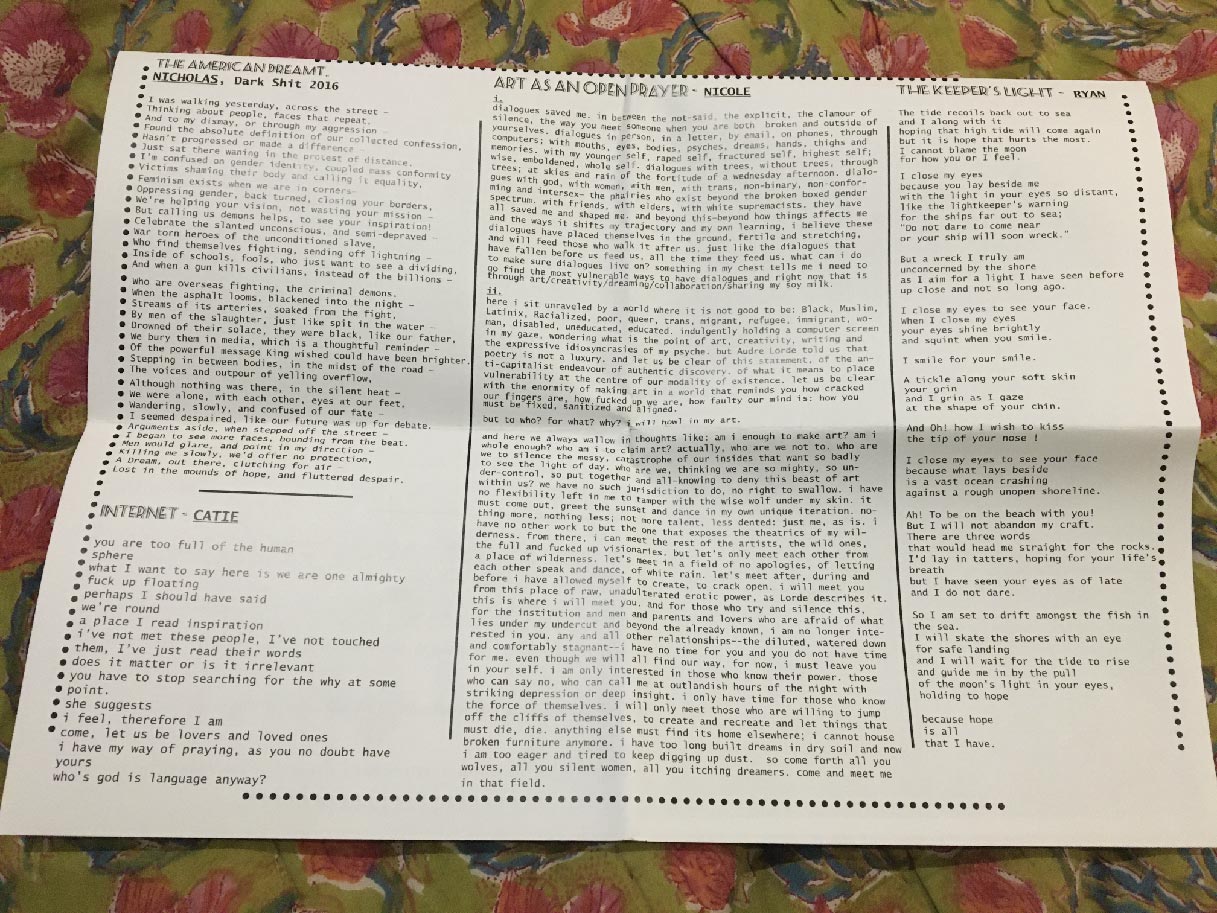 THE AMERICAN DREAMT.
NICHOLAS, Dark Shit 2016
I was walking yesterday, across the street –
Thinking about people, faces that repeat.
And to my dismay, or through my aggression –
Found the absolute definition of our collected confession,
Hasn't progressed or made a difference –
Just sat there waning in the protest of distance.
I'm confused on gender identity, coupled mass conformity
Victims shaming their body and calling it equality,
Feminism exists when we are in corners–
Oppressing gender, back turned, closing your borders,
We're helping your vision, not wasting your mission –
But calling us demons helps, to see your inspiration!
Celebrate the slanted unconscious, and semi-depraved –
War torn heroes of the unconditioned slave,
Who find themselves fighting, sending off lightning –
Inside of schools, fools, who just want to see a dividing,
And when a gun kills civilians, instead of the billions –
Who are overseas fighting, the criminal demons.
When the asphalt looms, blackened into the night –
Streams of its arteries, soaked from the fight,
By men of the slaughter, just like spit in the water –
Drowned of their solace, they were black, like our father,
We bury them in media, which is a thoughtful reminder –
Of the powerful message King wished could have been brighter.
Stepping in between bodies, in the midst of the road –
The voices and outpour of yelling overflow,
Although nothing was there, in the silent heat –
We were alone, with each other, eyes at our feet,
Wandering, slowly, and confused of our fate –
I seemed despaired, like our future was up for debate.
Arguments aside, when stepped off the street –
I began to see more faces, bounding from the beat.
Men would glare, and point in my direction –
Killing me slowly, we'd offer no protection,
A Dream, out there, clutching for air –
Lost in the mounds of hope, and fluttered despair.
INTERNET - CATIE
you are too full of the human
sphere
what I want to say here is we are one almighty
fuck up floating
perhaps I should have said
we're round
a place I read inspiration
i've not met these people, I've not touched
them, I've just read their words
does it matter or is it irrelevant
you have to stop searching for the why at some
point.
she suggests
i feel, therefore I am
come, let us be lovers and loved ones
i have my way of praying, as you no doubt have
yours
who's god is language anyway?
ART AS AN OPEN PRAYER - NICOLE
i.
dialogues saved me. in between the not-said, the explicit, the clamour of
silence, the way you meet someone when you are both broken and outside of
yourselves. dialogues in person, in a letter, by email, on phones, through
computers; with mouths, eyes, bodies, psyches, dreams, hands, thighs and
memories. with my younger self, raped self, fractured self, highest self;
wise, emboldened, whole self. dialogues with trees, without trees, through
trees; at skies and rain of the fortitude of a wednesday afternoon. dialo-
gues with god, with women, with men, with trans, non-binary, non-confor-
ming and intersex- the phairies who exist beyond the broken boxed gender
spectrum. with friends, with elders, with white supremacists. they have
all saved me and shaped me. and beyond this-beyond how things affects me
and the ways it shifts my trajectory and my own learning, i believe these
dialogues have placed themselves in the ground, fertile and stretching,
and will feed those who walk it after us. just like the dialogues that
have fallen before us feed us, all the time they feed us. what can i do
to make sure dialogues live on? something in my chest tells me i need to
go find the most vulnerable ways to have dialogues and right now that is
through art/creativity/dreaming/collaboration/sharing my soy milk.
ii.
here i sit unraveled by a world where it is not good to be: Black, Muslim,
Latinix, Racialized, poor, queer, trans, migrant, refugee, immigrant, wo-
man, disabled, uneducated, educated. indulgently holding a computer screen
in my gaze, wondering what is the point of art, creativity, writing and
the expressive idiosyncrasies of my psyche. but Audre Lorde told us that
poetry is not a luxury. and let us be clear of this statement, of the an-
ti-capitalist endeavour of authentic discovery. of what it means to place
vulnerability at the centre of our modality of existence. let us be clear
with the enormity of making art in a world that reminds you how cracked
our fingers are, how fucked up we are, how faulty our mind is: how you
must be fixed, sanitized and aligned.
but to who? for what? why? i will howl in my art.
and here we always wallow in thoughts like: am i enough to make art? am i
whole enough? who am i to claim art? actually, who are we not to. who are
we to silence the messy, catastrophe of our insides that want so badly
to see the light of day. who are we, thinking we are so mighty, so un-
der-control, so put together and all-knowing to deny this beast of art
within us? we have no such jurisdiction to do, no right to swallow. i have
no flexibility left in me to tamper with the wise wolf under my skin. it
must come out, greet the sunset and dance in my own unique iteration. no-
thing more, nothing less; not more talent, less dented: just me, as is. i
have no other work to but the one that exposes the theatrics of my wil-
derness. from there, i can meet the rest of the artists, the wild ones,
the full and fucked up visionaries. but let's only meet each other from
a place of wilderness. let's meet in a field of no apologies, of letting
each other speak and dance, of white rain. let's meet after, during and
before i have allowed myself to create, to crack open. i will meet you
from this place of raw, unadulterated erotic power, as Lorde describes it.
this is where i will meet you, and for those who try and silence this,
for the institution and men and parents and lovers who are afraid of what
lies under my undercut and beyond the already known, i am no longer inte-
rested in you. any and all other relationships--the diluted, watered down
and comfortably stagnant--i have no time for you and you do not have time
for me. even though we will all find our way, for now, i must leave you
in your self. i am only interested in those who know their power. those
who can say no, who can call me at outlandish hours of the night with
striking depression or deep insight. i only have time for those who know
the force of themselves. i will only meet those who are willing to jump
off the cliffs of themselves, to create and recreate and let things that
must die, die. anything else must find its home elsewhere; i cannot house
broken furniture anymore. i have too long built dreams in dry soil and now
i am too eager and tired to keep digging up dust. so come forth all you
wolves, all you silent women, all you itching dreamers. come and meet me
in that field.
THE KEEPER'S LIGHT - RYAN
The tide recoils back out to sea
and I along with it
hoping that high tide will come again
but it is hope that hurts the most.
I cannot blame the moon
for how you or I feel.
I close my eyes
because you lay beside me
with the light in your eyes so distant,
like the lightkeeper's warning
for the ships far out to sea;
"Do not dare to come near
or your ship will soon wreck."
But a wreck I truly am
unconcerned by the shore
as I aim for a light I have seen before
up close and not so long ago.
I close my eyes to see your face.
When I close my eyes
your eyes shine brightly
and squint when you smile.
I smile for your smile.
A tickle along your soft skin
your grin
and I grin as I gaze
at the shape of your chin.
And Oh! how I wish to kiss
the tip of your nose !
I close my eyes to see your face
because what lays beside
is a vast ocean crashing
against a rough unopen shoreline.
Ah! To be on the beach with you!
But I will not abandon my craft.
There are three words
that would head me straight for the rocks.
I'd lay in tatters, hoping for your life's
breath
but I have seen your eyes as of late
and I do not dare.
So I am set to drift amongst the fish in
the sea.
I will skate the shores with an eye
for safe landing
and I will wait for the tide to rise
and guide me in by the pull
of the moon's light in your eyes,
holding to hope
because hope
is all
that I have.